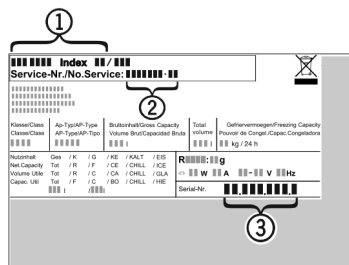 1
Index /
Service-Nr./No.Service: -
2
Klasse/Class
Classe/Class
Ap-Typ/AP-Type
AP-Type/AP-Tipo
Bruttoinhalt/Gross Capacity
Volume Brut/Capacidad Bruta
l
Total
volume
l
Gefriervermoegen/Freezing Capacity
Pouvoir de Congel./Capac.Congeladora
kg / 24 h
Nutzinhalt Ges / K / G / KE / KALT / EIS
Net.Capacity Tot / R / F / CE / CHILL / ICE
Volume Utile Tot / R / C / CA / CHILL / GLA
Capac. Util Tot / F / C / BO / CHILL / HIE
l / l
R : g
W A - V Hz
Serial-Nr. . . .
3